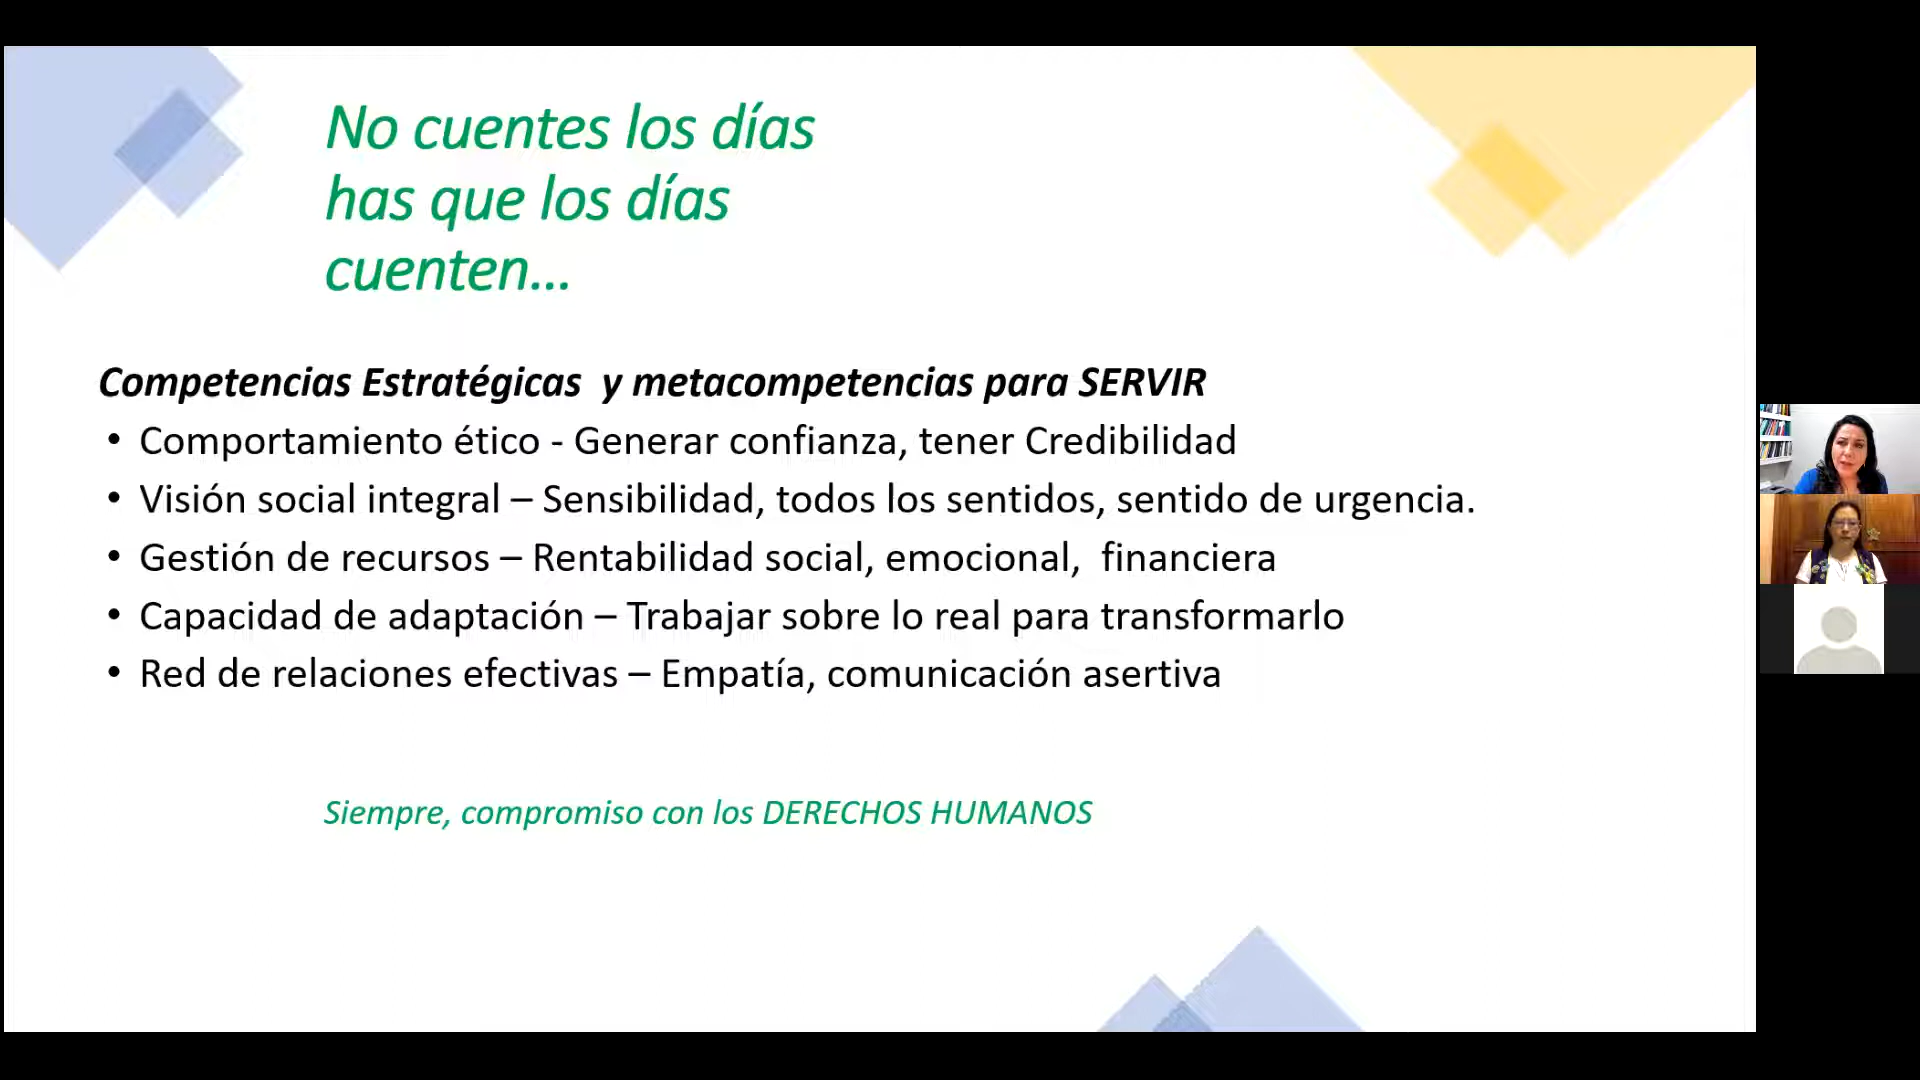 No cuentes los días
has que los días
cuenten...
Competencias Estratégicas y metacompetencias para SERVIR
• Comportamiento ético - Generar confianza, tener Credibilidad
• Visión social integral – Sensibilidad, todos los sentidos, sentido de urgencia.
• Gestión de recursos – Rentabilidad social, emocional, financiera
• Capacidad de adaptación – Trabajar sobre lo real para transformarlo
• Red de relaciones efectivas – Empatía, comunicación asertiva
Siempre, compromiso con los DERECHOS HUMANOS